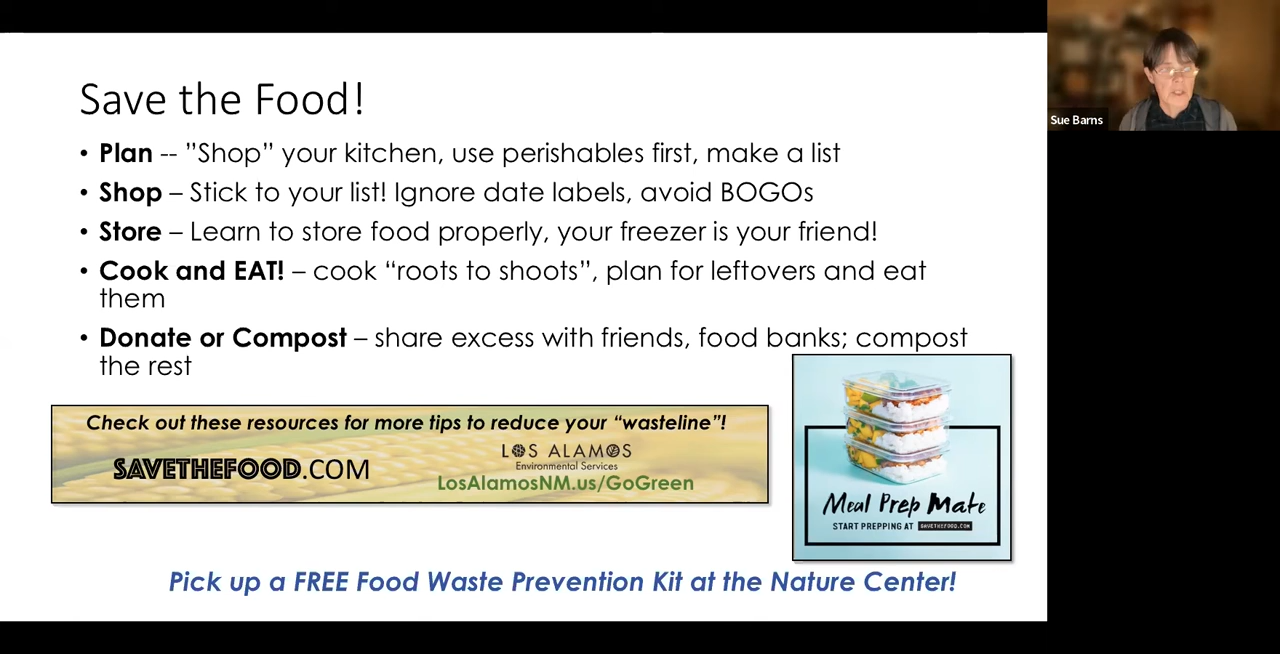 Save the Food!
• Plan -- ”Shop” your kitchen, use perishables first, make a list
• Shop – Stick to your list! Ignore date labels, avoid BOGOs
• Store – Learn to store food properly, your freezer is your friend!
• Cook and EAT! – cook “roots to shoots”, plan for leftovers and eat
them
• Donate or Compost – share excess with friends, food banks; compost
the rest
Check out these resources for more tips to reduce your “wasteline”!
SAVETHEFOOD.COM
LOS ALAMOS
Environmental Services
LosAlamosNM.us/GoGreen
Meal Prep Mate
START PREPPING AT SAVETHEFOOD.COM
Pick up a FREE Food Waste Prevention Kit at the Nature Center!
Sue Barns